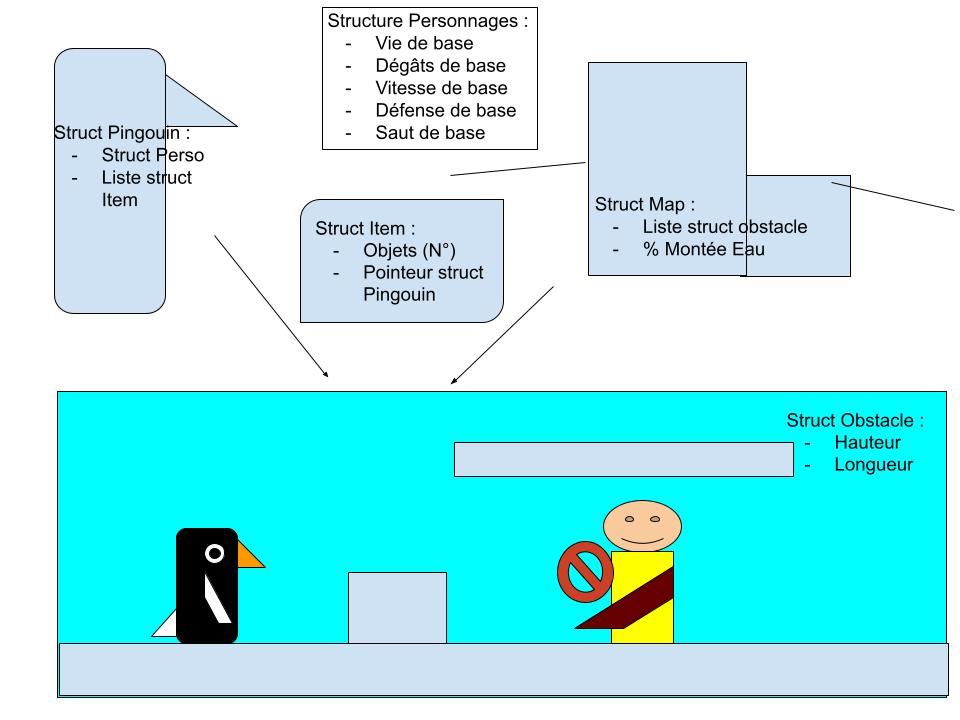 Structure Personnages :
- Vie de base
- Dégâts de base
- Vitesse de base
- Défense de base
- Saut de base
Struct Pingouin :
- Struct Perso
- Liste struct
Item
Struct Item :
- Objets (N°)
- Pointeur struct
Pingouin
Struct Map :
- Liste struct obstacle
- % Montée Eau
Struct Obstacle :
- Hauteur
- Longueur